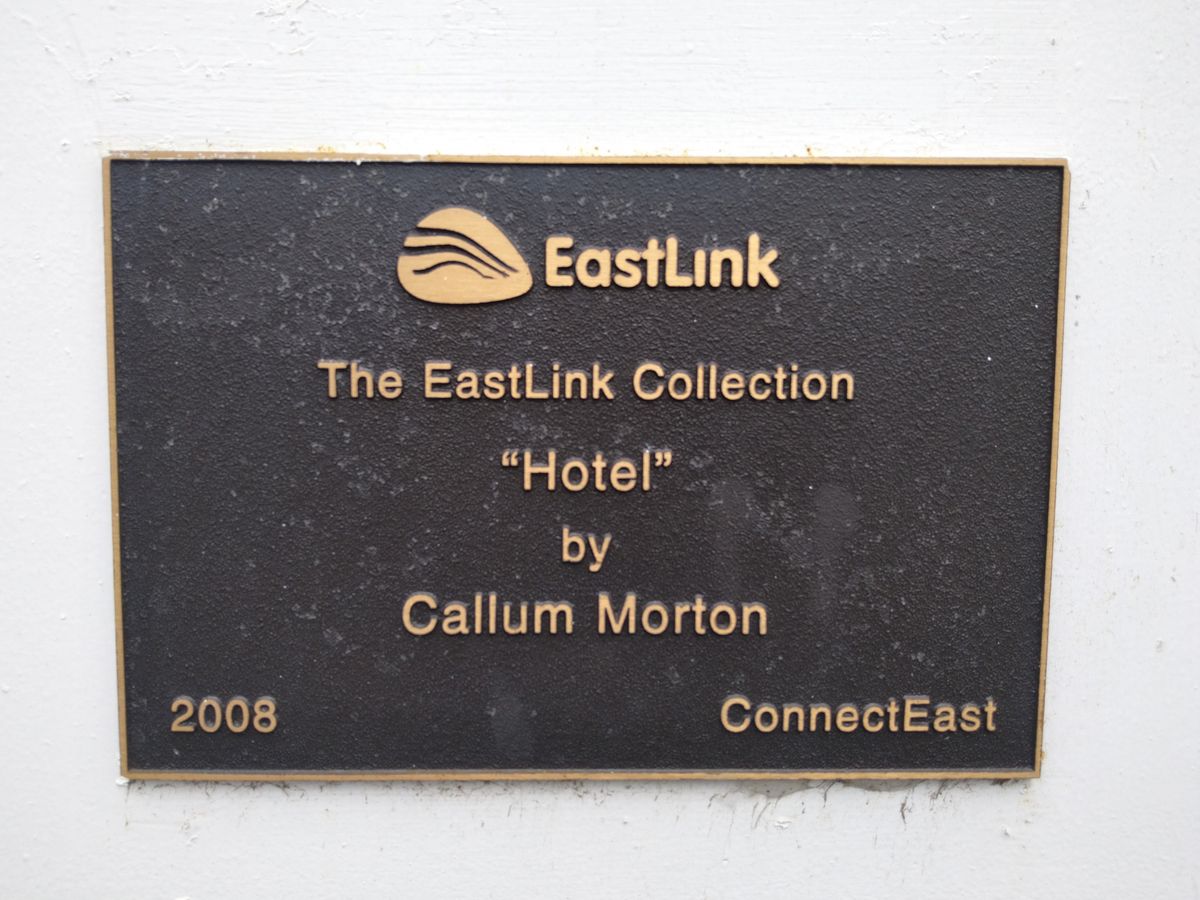 EastLink
The EastLink Collection
“Hotel”
by
Callum Morton
2008 ConnectEast